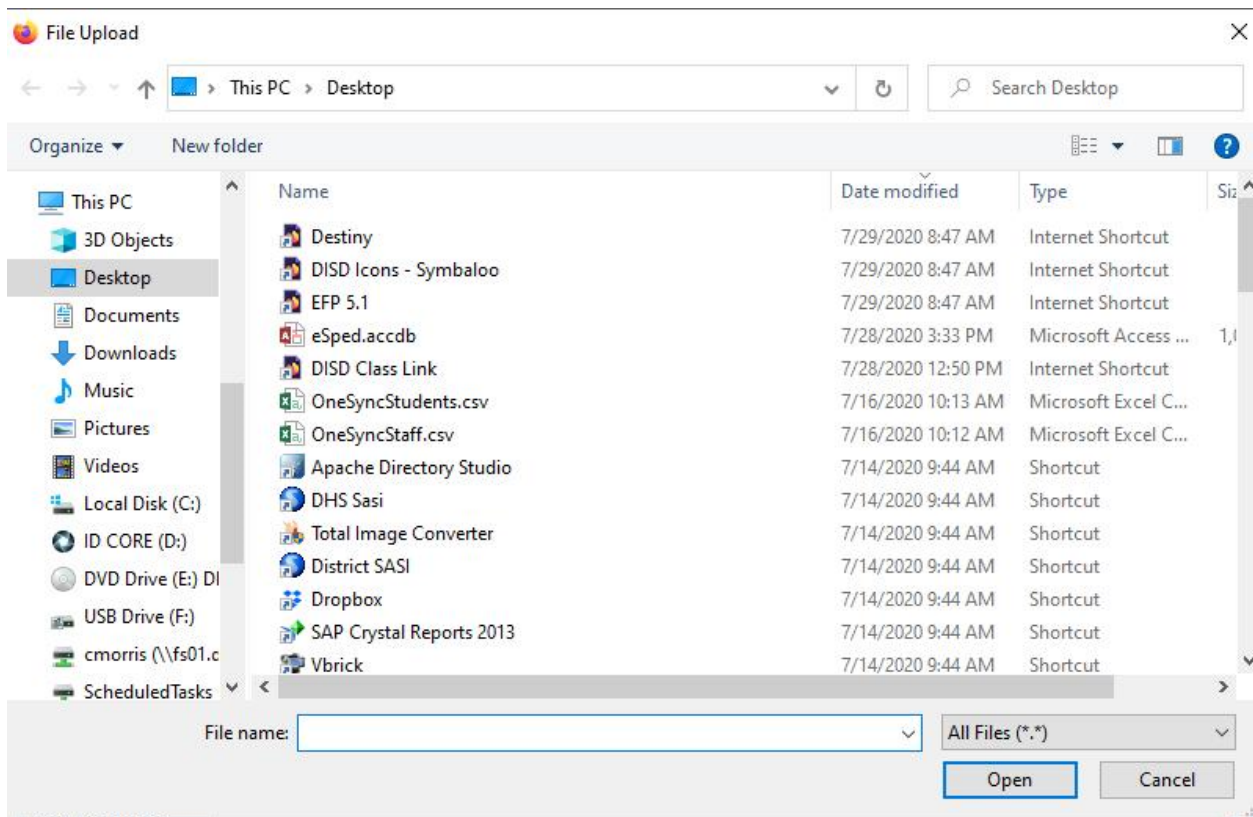 File Upload
This PC > Desktop
Search Desktop
Organize
New folder
This PC
3D Objects
Desktop
Documents
Downloads
Music
Pictures
Videos
Local Disk (C:)
ID CORE (D:)
DVD Drive (E:) DI
USB Drive (F:)
cmorris (\\fs01.c
ScheduledTasks
Name Date modified Type Siz
Destiny 7/29/2020 8:47 AM Internet Shortcut
DISD Icons - Symbaloo 7/29/2020 8:47 AM Internet Shortcut
EFP 5.1 7/29/2020 8:47 AM Internet Shortcut
eSped.accdb 7/28/2020 3:33 PM Microsoft Access ... 1,0
DISD Class Link 7/28/2020 12:50 PM Internet Shortcut
OneSyncStudents.csv 7/16/2020 10:13 AM Microsoft Excel C...
OneSyncStaff.csv 7/16/2020 10:12 AM Microsoft Excel C...
Apache Directory Studio 7/14/2020 9:44 AM Shortcut
DHS Sasi 7/14/2020 9:44 AM Shortcut
Total Image Converter 7/14/2020 9:44 AM Shortcut
District SASI 7/14/2020 9:44 AM Shortcut
Dropbox 7/14/2020 9:44 AM Shortcut
SAP Crystal Reports 2013 7/14/2020 9:44 AM Shortcut
Vbrick 7/14/2020 9:44 AM Shortcut
File name:
All Files (*.*)
Open
Cancel